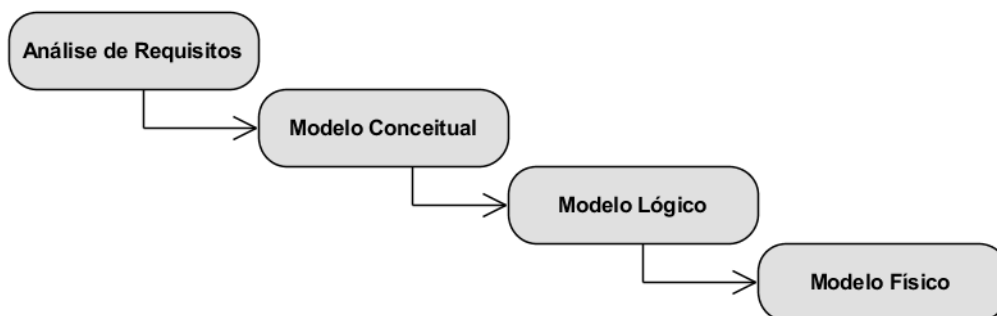 Análise de Requisitos
Modelo Conceitual
Modelo Lógico
Modelo Físico